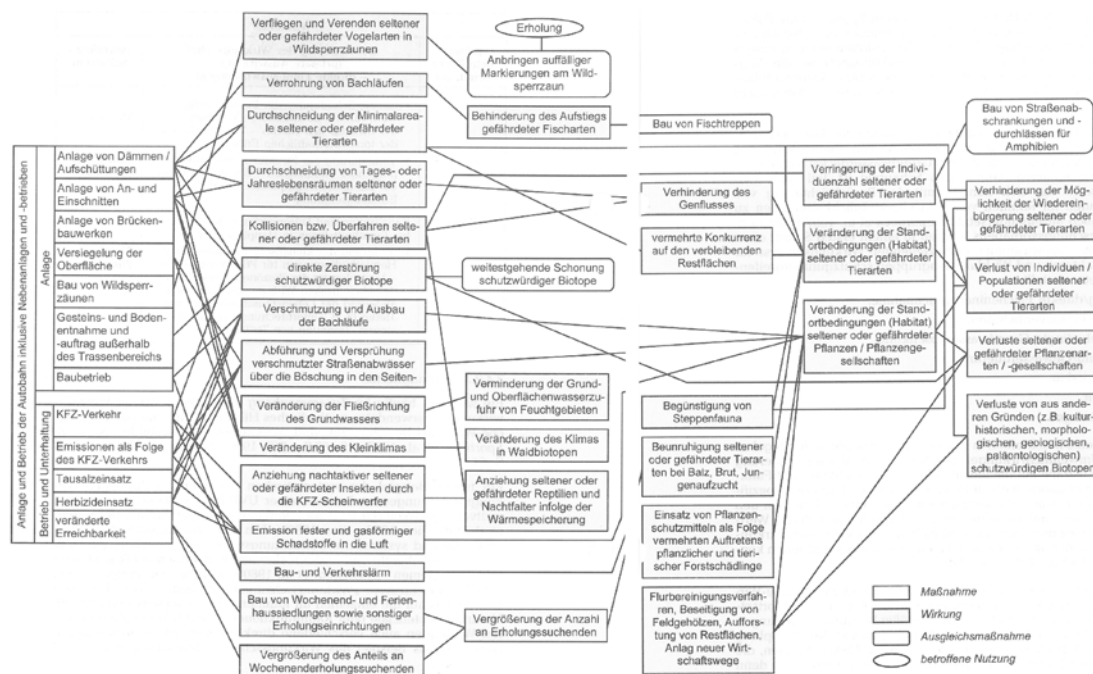 Anlage und Betrieb der Autobahn inklusive Nebenanlagen und -betrieben
Anlage
Anlage von Dämmen /
Aufschüttungen
Anlage von An- und
Einschnitten
Anlage von Brücken-
bauwerken
Versiegelung der
Oberfläche
Bau von Wildsperr-
zäunen
Gesteins- und Boden-
entnahme und
-auftrag außerhalb
des Trassenbereichs
Baubetrieb
Betrieb und Unterhaltung
KFZ-Verkehr
Emissionen als Folge
des KFZ-Verkehrs
Tausalzeinsatz
Herbizideinsatz
veränderte
Erreichbarkeit
Verfliegen und Verenden seltener
oder gefährdeter Vogelarten in
Wildsperrzäunen
Verrohrung von Bachläufen
Durchschneidung der Minimalarea-
le seltener oder gefährdeter
Tierarten
Durchschneidung von Tages- oder
Jahreslebensräumen seltener oder
gefährdeter Tierarten
Kollisionen bzw. Überfahren selte-
ner oder gefährdeter Tierarten
direkte Zerstörung
schutzwürdiger Biotope
Verschmutzung und Ausbau
der Bachläufe
Abführung und Versprühung
verschmutzter Straßenabwässer
über die Böschung in den Seiten-
Veränderung der Fließrichtung
des Grundwassers
Veränderung des Kleinklimas
Anziehung nachtaktiver seltener
oder gefährdeter Insekten durch
die KFZ-Scheinwerfer
Emission fester und gasförmiger
Schadstoffe in die Luft
Bau- und Verkehrslärm
Bau von Wochenend- und Ferien-
haussiedlungen sowie sonstiger
Erholungseinrichtungen
Vergrößerung des Anteils an
Wochenenderholungssuchenden
Erholung
Anbringen auffälliger
Markierungen am Wild-
sperrzaun
Behinderung des Aufstiegs
gefährdeter Fischarten
weitestgehende Schonung
schutzwürdiger Biotope
Verminderung der Grund-
und Oberflächenwasserzu-
fuhr von Feuchtgebieten
Veränderung des Klimas
in Waldbiotopen
Anziehung seltener oder
gefährdeter Reptilien und
Nachtfalter infolge der
Wärmespeicherung
Vergrößerung der Anzahl
an Erholungssuchenden
Bau von Fischtreppen
Verhinderung des
Genflusses
vermehrte Konkurrenz
auf den verbleibenden
Restflächen
Begünstigung von
Steppenfauna
Beunruhigung seltener
oder gefährdeter Tierar-
ten bei Balz, Brut, Jun-
genaufzucht
Einsatz von Pflanzen-
schutzmitteln als Folge
vermehrten Auftretens
pflanzlicher und tieri-
scher Forstschädlinge
Flurbereinigungsverfah-
ren, Beseitigung von
Feldgehölzen, Auffors-
tung von Restflächen,
Anlag neuer Wirt-
schaftswege
Verringerung der Indivi-
duenzahl seltener oder
gefährdeter Tierarten
Veränderung der Stand-
ortbedingungen (Habitat)
seltener oder gefährdeter
Tierarten
Veränderung der Stand-
ortbedingungen (Habitat)
seltener oder gefährdeter
Pflanzen / Pflanzenge-
sellschaften
Bau von Straßenab-
schrankungen und -
durchlässen für
Amphibien
Verhinderung der Mög-
lichkeit der Wiederein-
bürgerung seltener oder
gefährdeter Tierarten
Verlust von Individuen /
Populationen seltener
oder gefährdeter
Tierarten
Verluste seltener oder
gefährdeter Pflanzenar-
ten / -gesellschaften
Verluste von aus ande-
ren Gründen (z.B. kultur-
historischen, morpholo-
gischen, geologischen,
paläontologischen)
schutzwürdigen Biotopen
Maßnahme
Wirkung
Ausgleichsmaßnahme
betroffene Nutzung